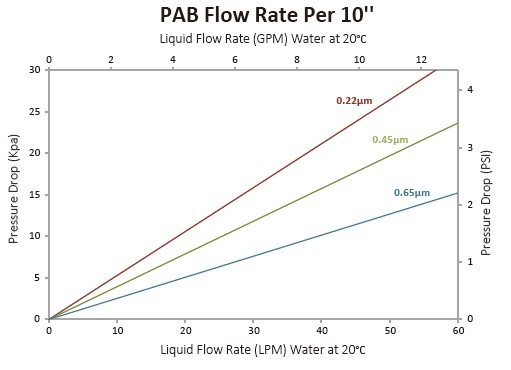 PAB Flow Rate Per 10''
Liquid Flow Rate (GPM) Water at 20°C
0 2 4 6 8 10 12
30
25
20
15
10
5
0
Pressure Drop (Kpa)
0.22µm
0.45µm
0.65µm
4
3
2
1
0
Pressure Drop (PSI)
0 10 20 30 40 50 60
Liquid Flow Rate (LPM) Water at 20°C